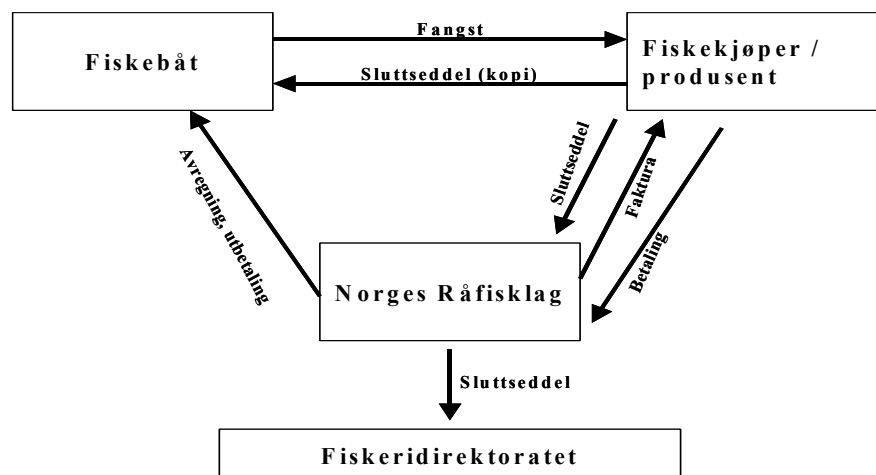 Fangst
Fiskebåt
Fiskekjøper /
produsent
Sluttseddel (kopi)
Avregning, utbetaling
Sluttseddel
Faktura
Betaling
Norges Råfisklag
Sluttseddel
Fiskeridirektoratet